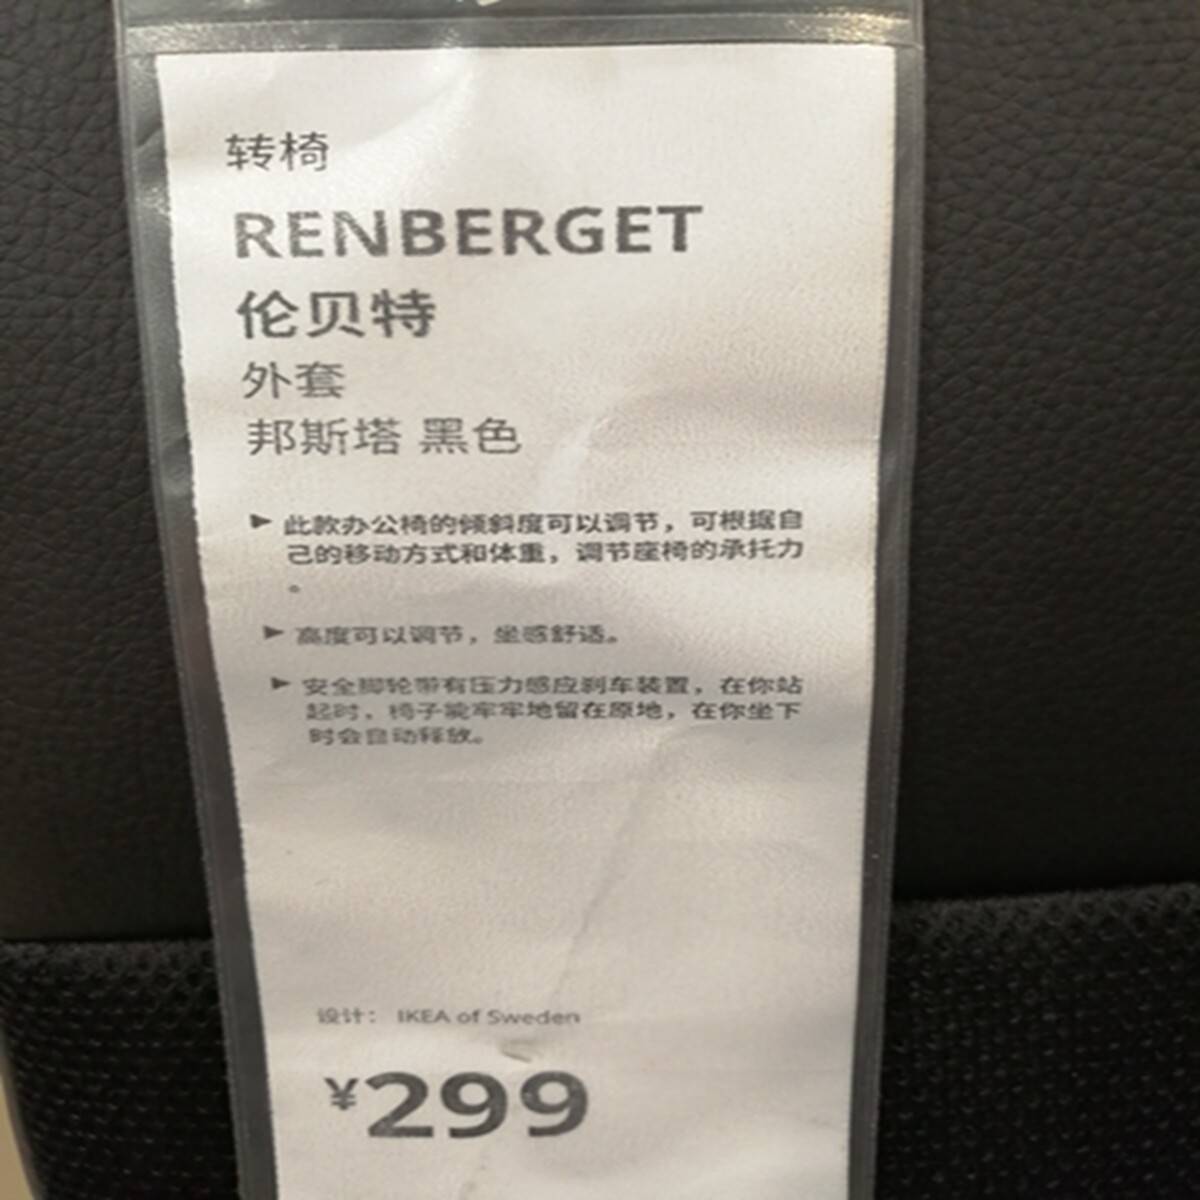 转椅
RENBERGET
伦贝特
外套
邦斯塔 黑色
► 此款办公椅的倾斜度可以调节，可根据自
己的移动方式和体重，调节座椅的承托力
。
► 高度可以调节，坐感舒适。
► 安全脚轮带有压力感应刹车装置，在你站
起时，椅子能牢牢地留在原地，在你坐下
时会自动释放。
设计： IKEA of Sweden
¥299